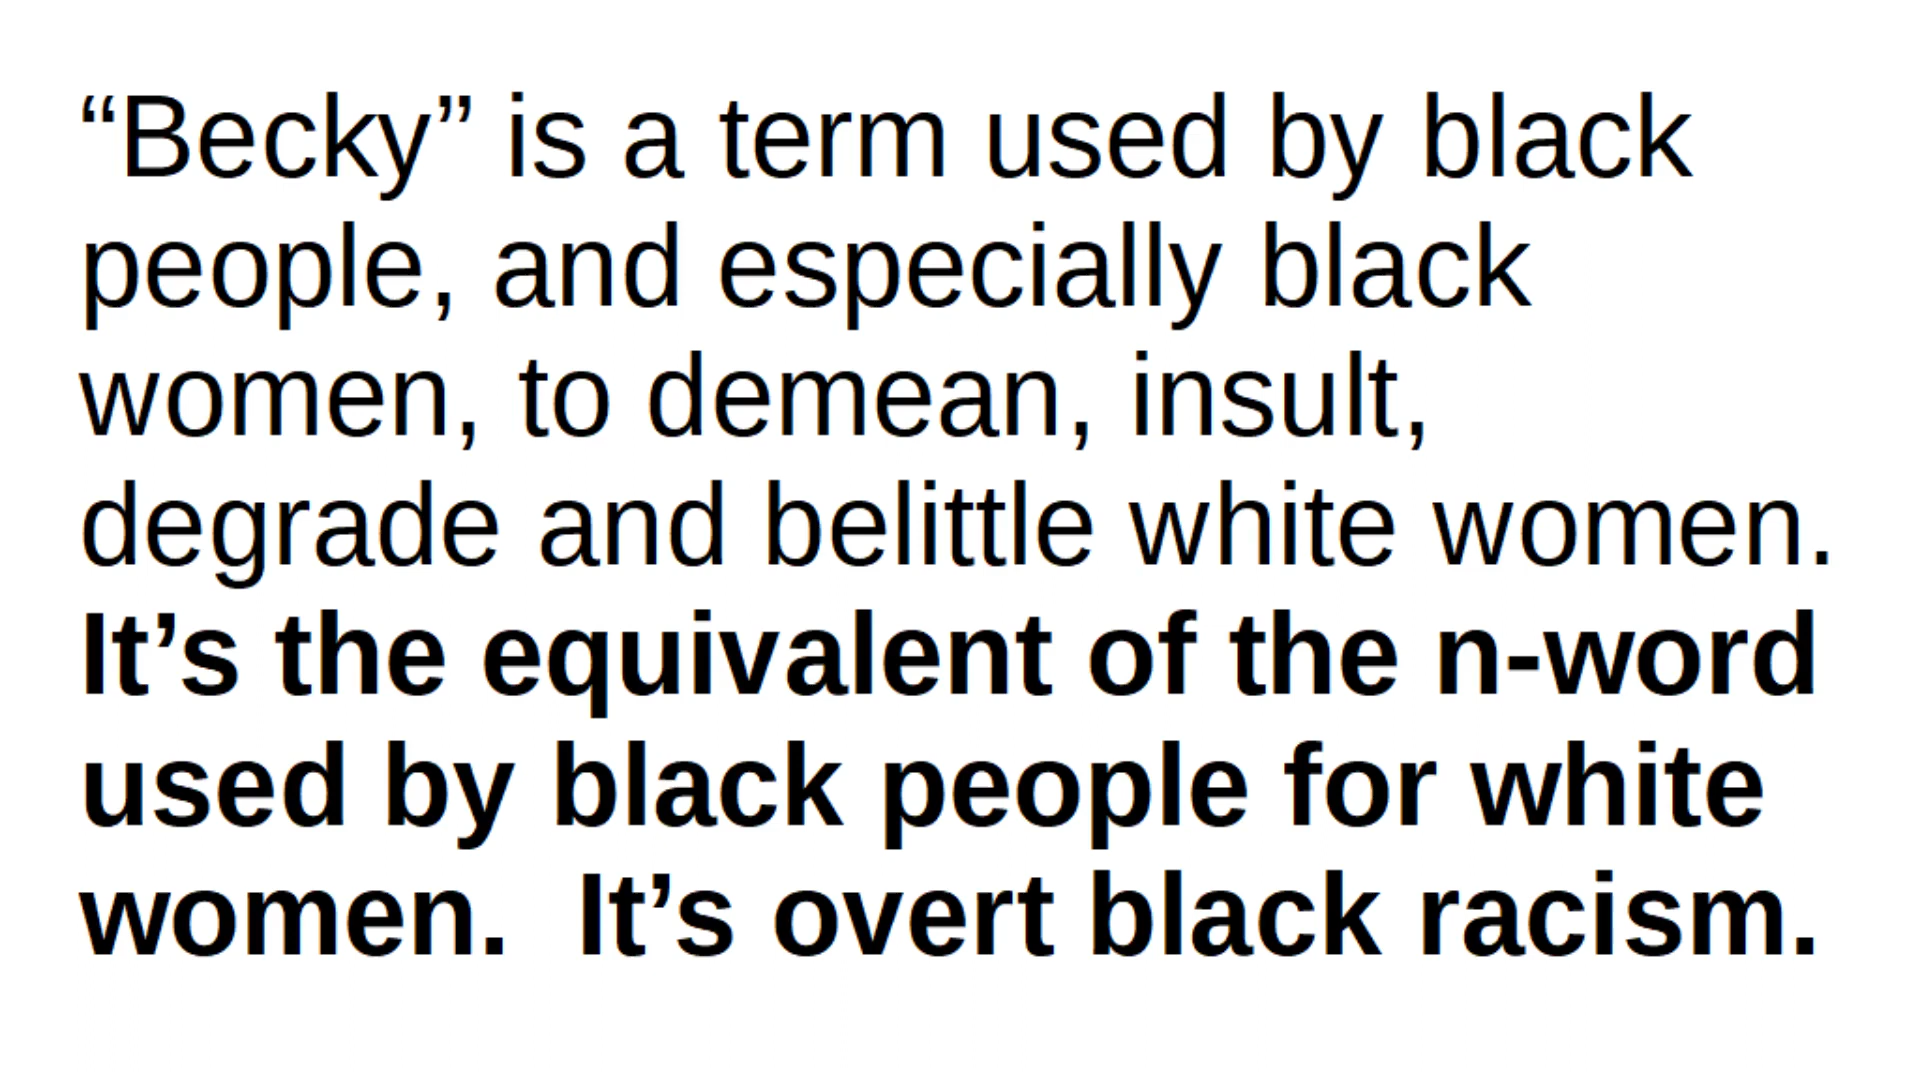 “Becky” is a term used by black
people, and especially black
women, to demean, insult,
degrade and belittle white women.
It’s the equivalent of the n-word
used by black people for white
women.  It’s overt black racism.